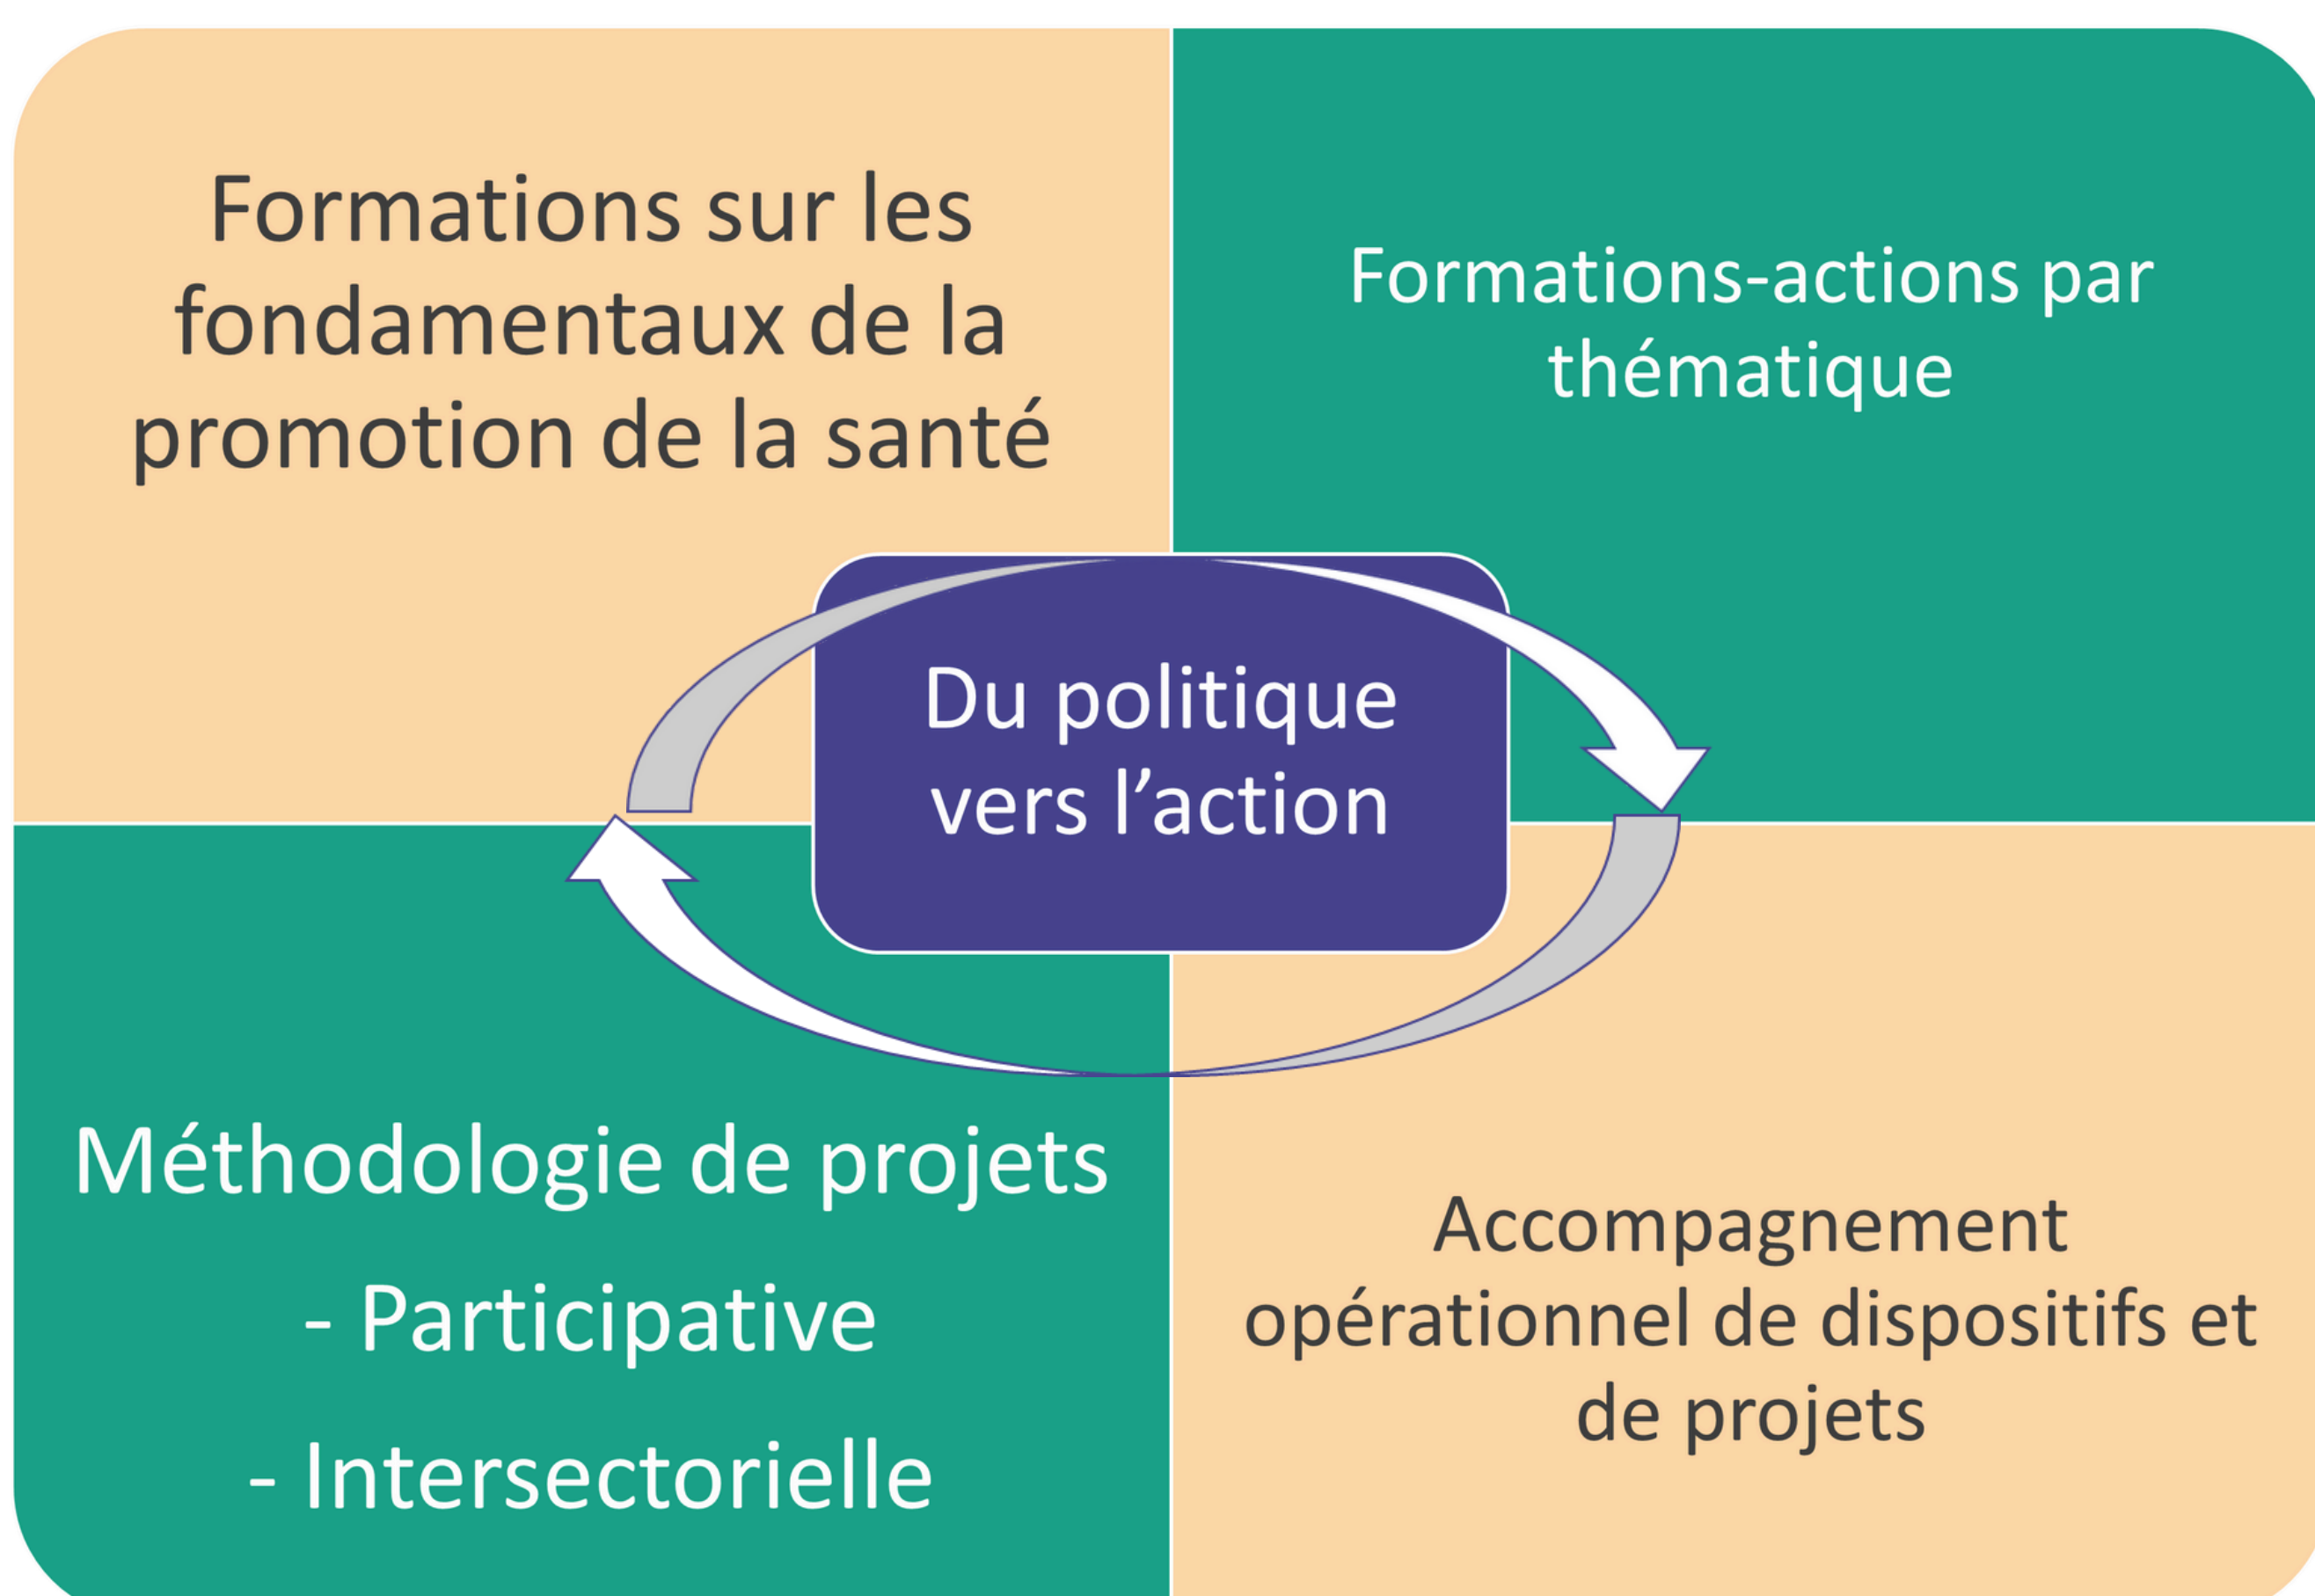 Formations sur les
fondamentaux de la
promotion de la santé
Formations-actions par
thématique
Du politique
vers l’action
Méthodologie de projets
- Participative
- Intersectorielle
Accompagnement
opérationnel de dispositifs et
de projets